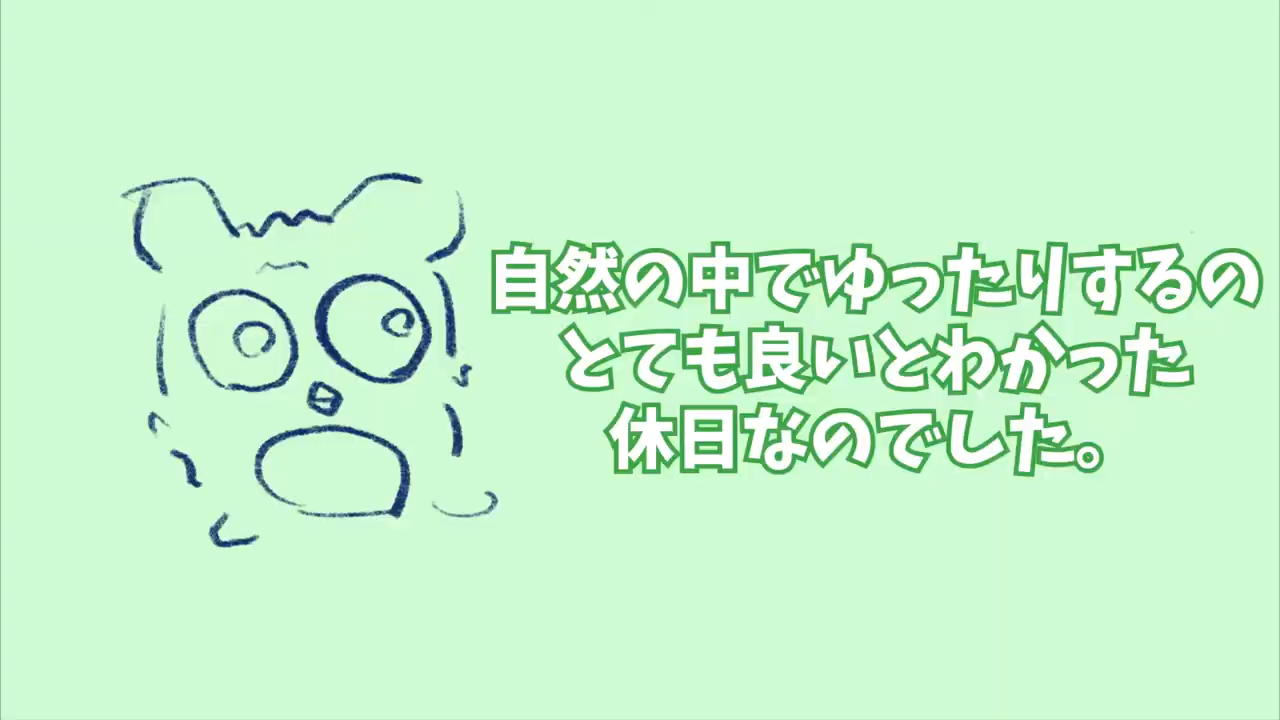 自然の中でゆったりするの
とても良いとわかった
休日なのでした。